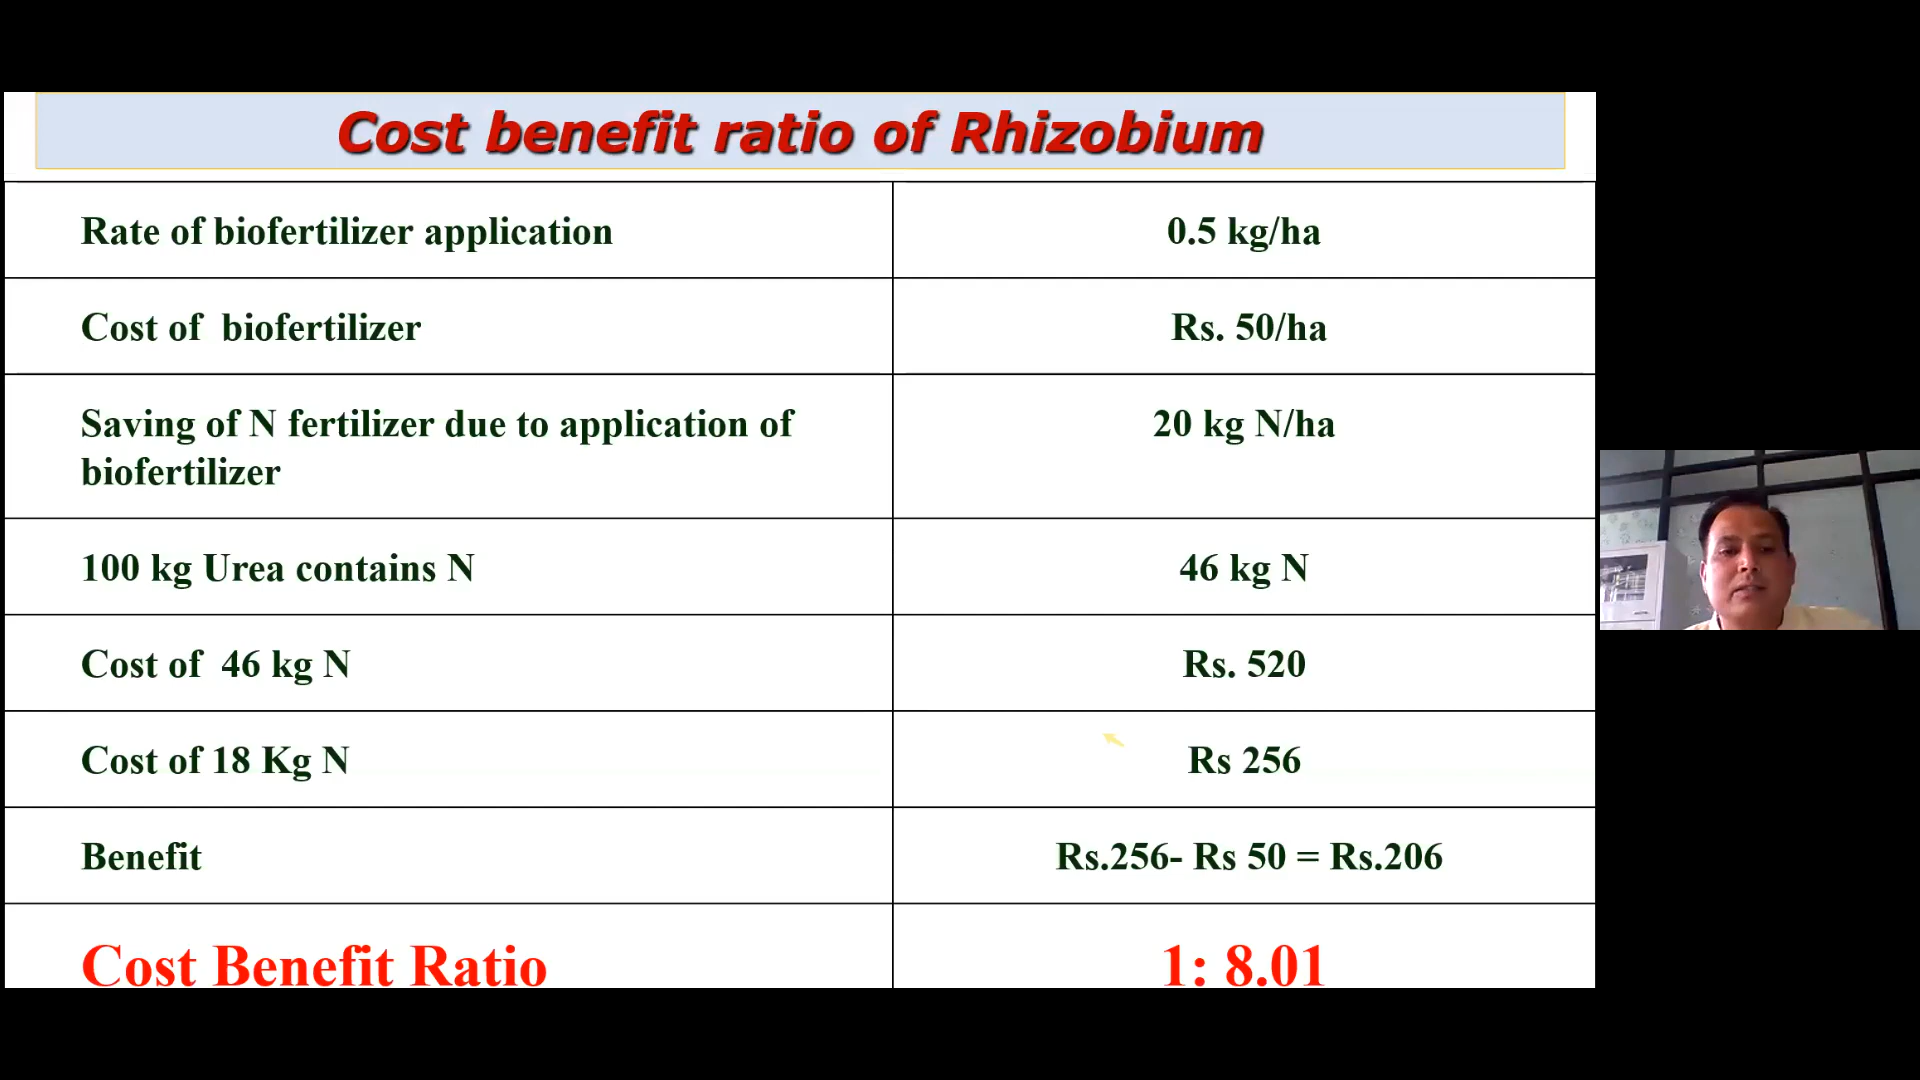 Cost benefit ratio of Rhizobium
Rate of biofertilizer application 0.5 kg/ha
Cost of biofertilizer Rs. 50/ha
Saving of N fertilizer due to application of 20 kg N/ha
biofertilizer
100 kg Urea contains N 46 kg N
Cost of 46 kg N Rs. 520
Cost of 18 Kg N Rs 256
Benefit Rs.256- Rs 50 = Rs.206
Cost Benefit Ratio 1: 8.01